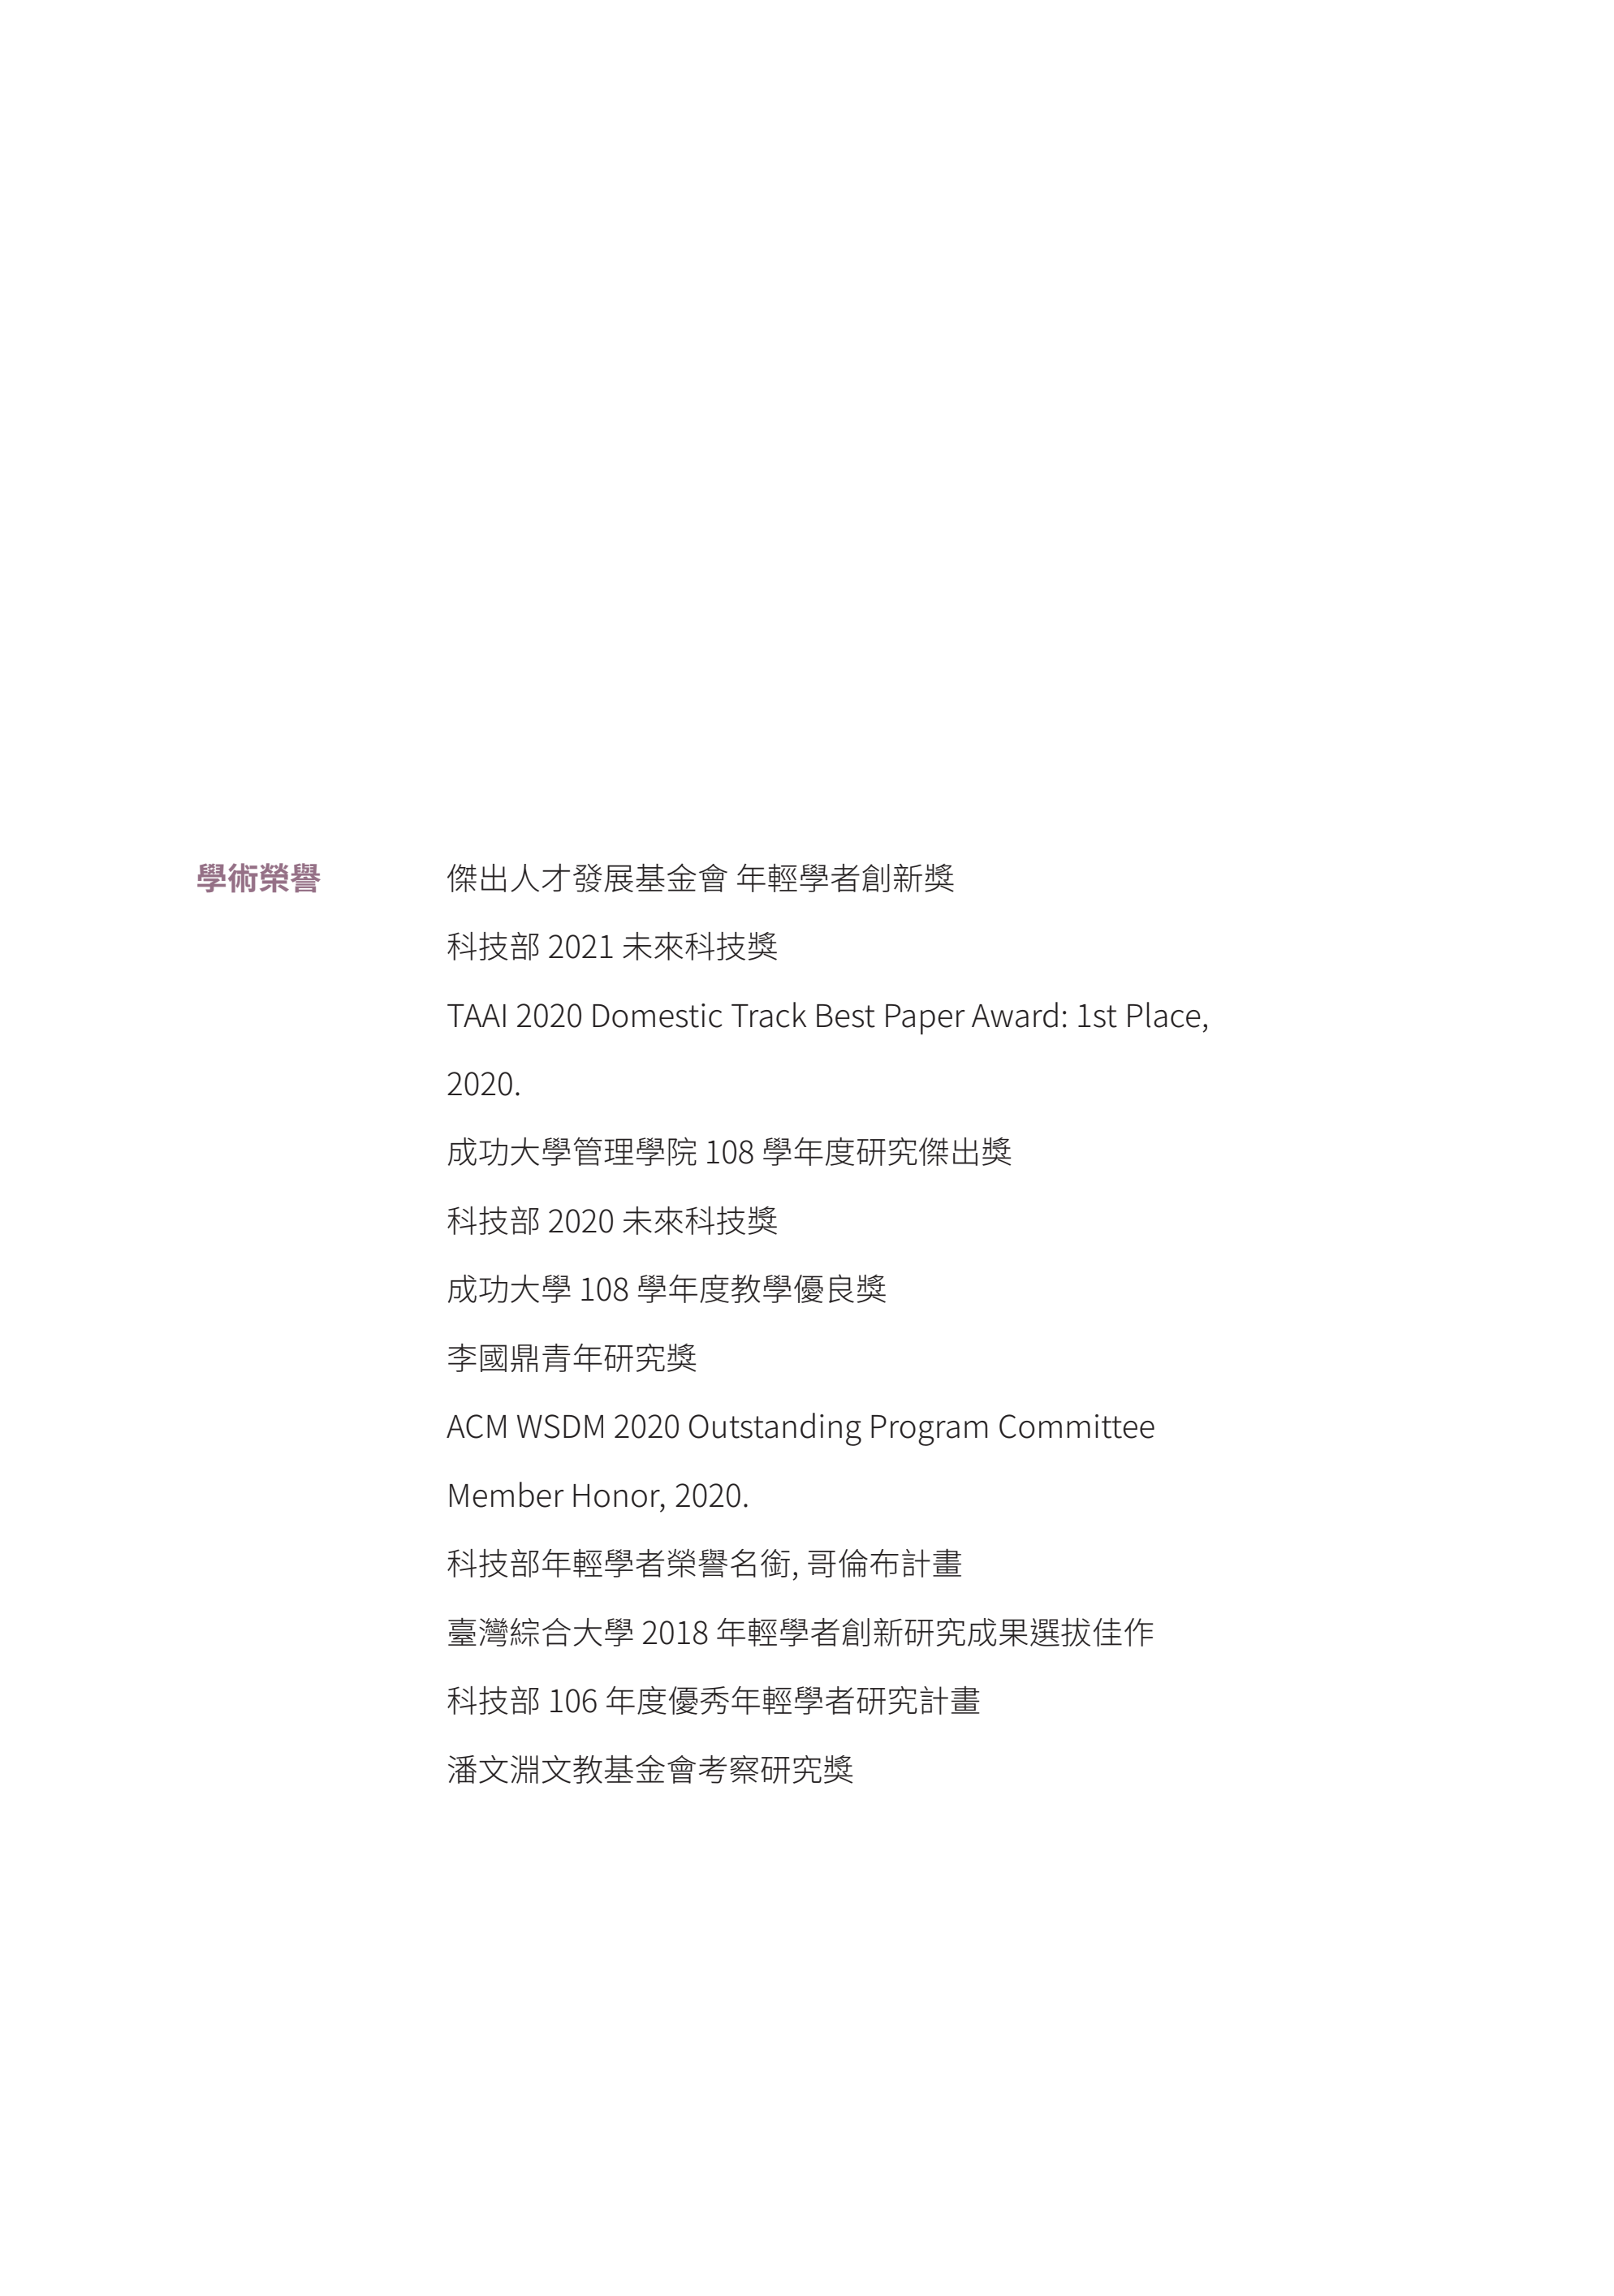 學術榮譽
傑出人才發展基金會 年輕學者創新獎
科技部 2021 未來科技獎
TAAI 2020 Domestic Track Best Paper Award: 1st Place,
2020.
成功大學管理學院 108 學年度研究傑出獎
科技部 2020 未來科技獎
成功大學 108 學年度教學優良獎
李國鼎青年研究獎
ACM WSDM 2020 Outstanding Program Committee
Member Honor, 2020.
科技部年輕學者榮譽名銜, 哥倫布計畫
臺灣綜合大學 2018 年輕學者創新研究成果選拔佳作
科技部 106 年度優秀年輕學者研究計畫
潘文淵文教基金會考察研究獎